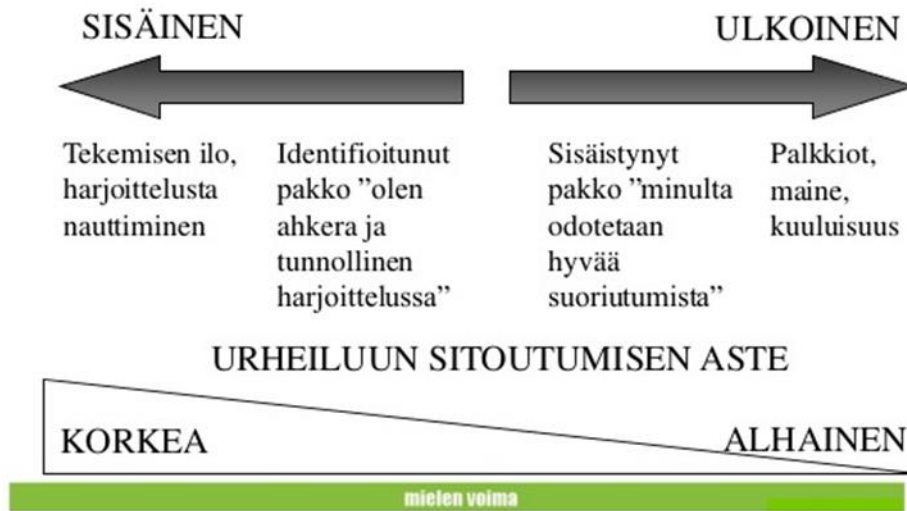 SISÄINEN
ULKOINEN
Tekemisen ilo,
harjoittelusta
nauttiminen
Identifioitunut
pakko ”olen
ahkera ja
tunnollinen
harjoittelussa”
Sisäistynyt
pakko ”minulta
odotetaan
hyvää
suoriutumista”
Palkkiot,
maine,
kuuluisuus
URHEILUUN SITOUTUMISEN ASTE
KORKEA
ALHAINEN
mielen voima